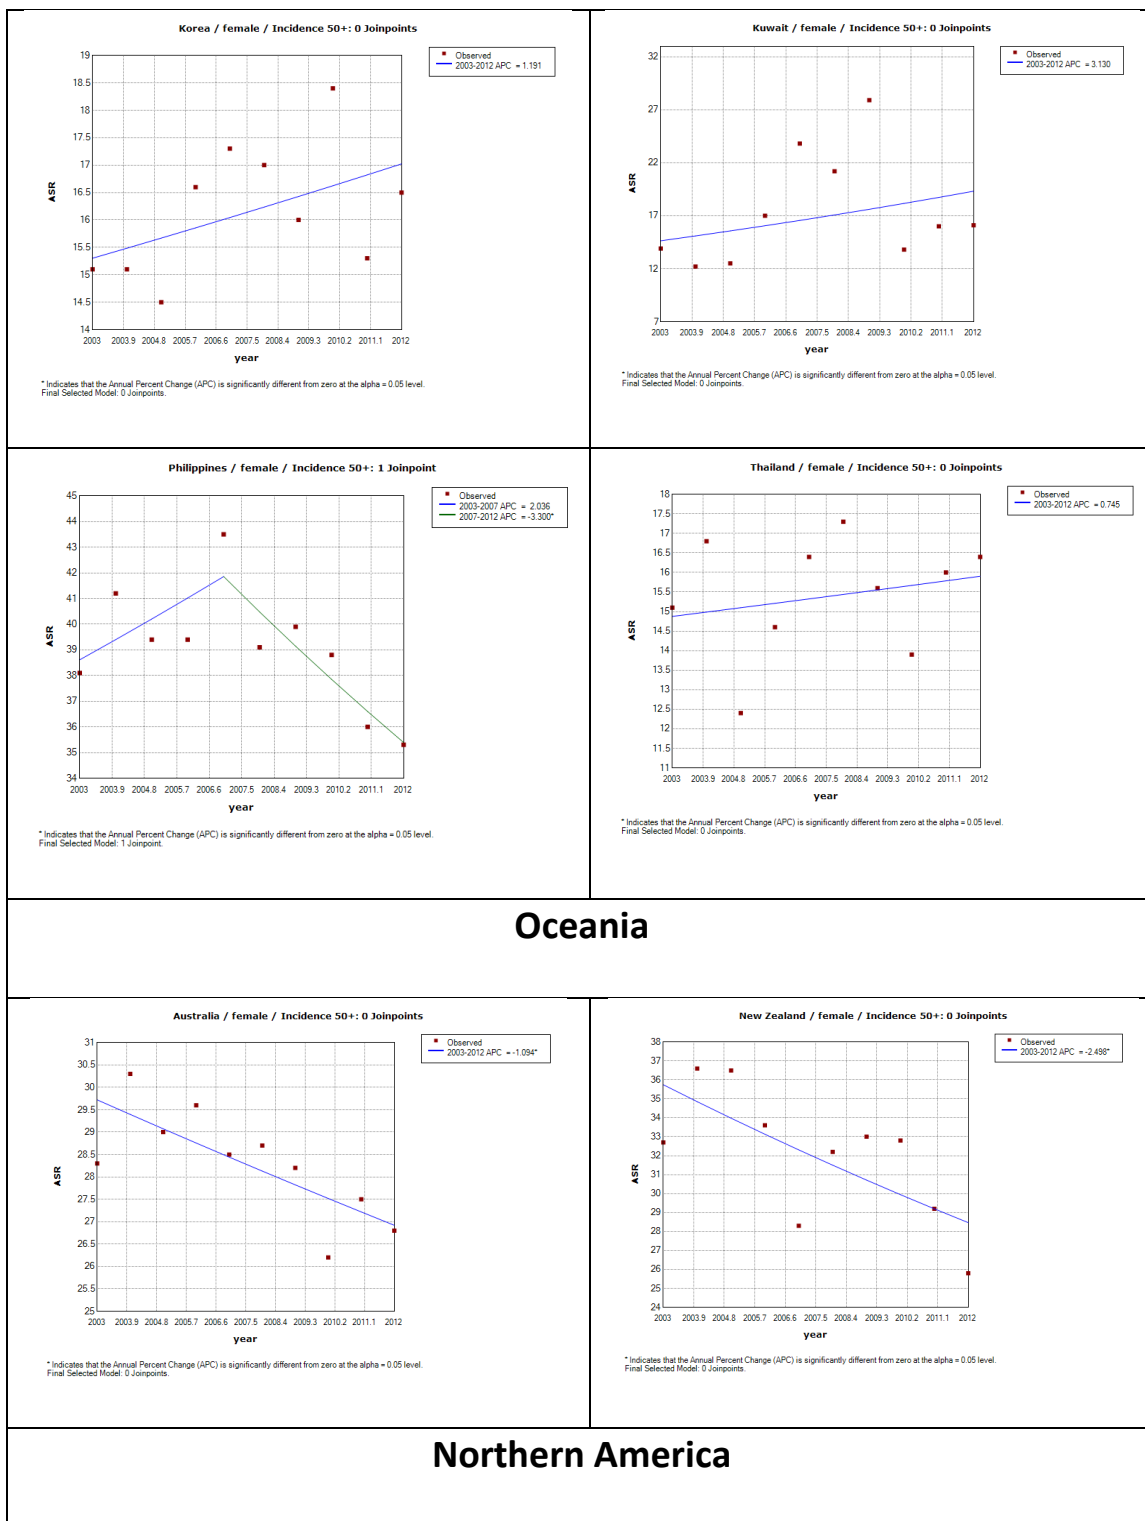 Korea / female / Incidence 50+: 0 Joinpoints
Observed
2003-2012 APC = 1.191
19
18.5
18
17.5
17
16.5
16
15.5
15
14.5
14
ASR
2003 2003.9 2004.8 2005.7 2006.6 2007.5 2008.4 2009.3 2010.2 2011.1 2012
year
* Indicates that the Annual Percent Change (APC) is significantly different from zero at the alpha = 0.05 level.
Final Selected Model: 0 Joinpoints.
Kuwait / female / Incidence 50+: 0 Joinpoints
Observed
2003-2012 APC = 3.130
32
27
22
17
12
7
ASR
2003 2003.9 2004.8 2005.7 2006.6 2007.5 2008.4 2009.3 2010.2 2011.1 2012
year
* Indicates that the Annual Percent Change (APC) is significantly different from zero at the alpha = 0.05 level.
Final Selected Model: 0 Joinpoints.
Philippines / female / Incidence 50+: 1 Joinpoint
Observed
2003-2007 APC = 2.036
2007-2012 APC = -3.300*
45
44
43
42
41
40
39
38
37
36
35
34
ASR
2003 2003.9 2004.8 2005.7 2006.6 2007.5 2008.4 2009.3 2010.2 2011.1 2012
year
* Indicates that the Annual Percent Change (APC) is significantly different from zero at the alpha = 0.05 level.
Final Selected Model: 1 Joinpoint.
Thailand / female / Incidence 50+: 0 Joinpoints
Observed
2003-2012 APC = 0.745
18
17.5
17
16.5
16
15.5
15
14.5
14
13.5
13
12.5
12
11.5
11
ASR
2003 2003.9 2004.8 2005.7 2006.6 2007.5 2008.4 2009.3 2010.2 2011.1 2012
year
* Indicates that the Annual Percent Change (APC) is significantly different from zero at the alpha = 0.05 level.
Final Selected Model: 0 Joinpoints.
Oceania
Australia / female / Incidence 50+: 0 Joinpoints
Observed
2003-2012 APC = -1.094*
31
30.5
30
29.5
29
28.5
28
27.5
27
26.5
26
25.5
25
ASR
2003 2003.9 2004.8 2005.7 2006.6 2007.5 2008.4 2009.3 2010.2 2011.1 2012
year
* Indicates that the Annual Percent Change (APC) is significantly different from zero at the alpha = 0.05 level.
Final Selected Model: 0 Joinpoints.
New Zealand / female / Incidence 50+: 0 Joinpoints
Observed
2003-2012 APC = -2.498*
38
37
36
35
34
33
32
31
30
29
28
27
26
25
24
ASR
2003 2003.9 2004.8 2005.7 2006.6 2007.5 2008.4 2009.3 2010.2 2011.1 2012
year
* Indicates that the Annual Percent Change (APC) is significantly different from zero at the alpha = 0.05 level.
Final Selected Model: 0 Joinpoints.
Northern America